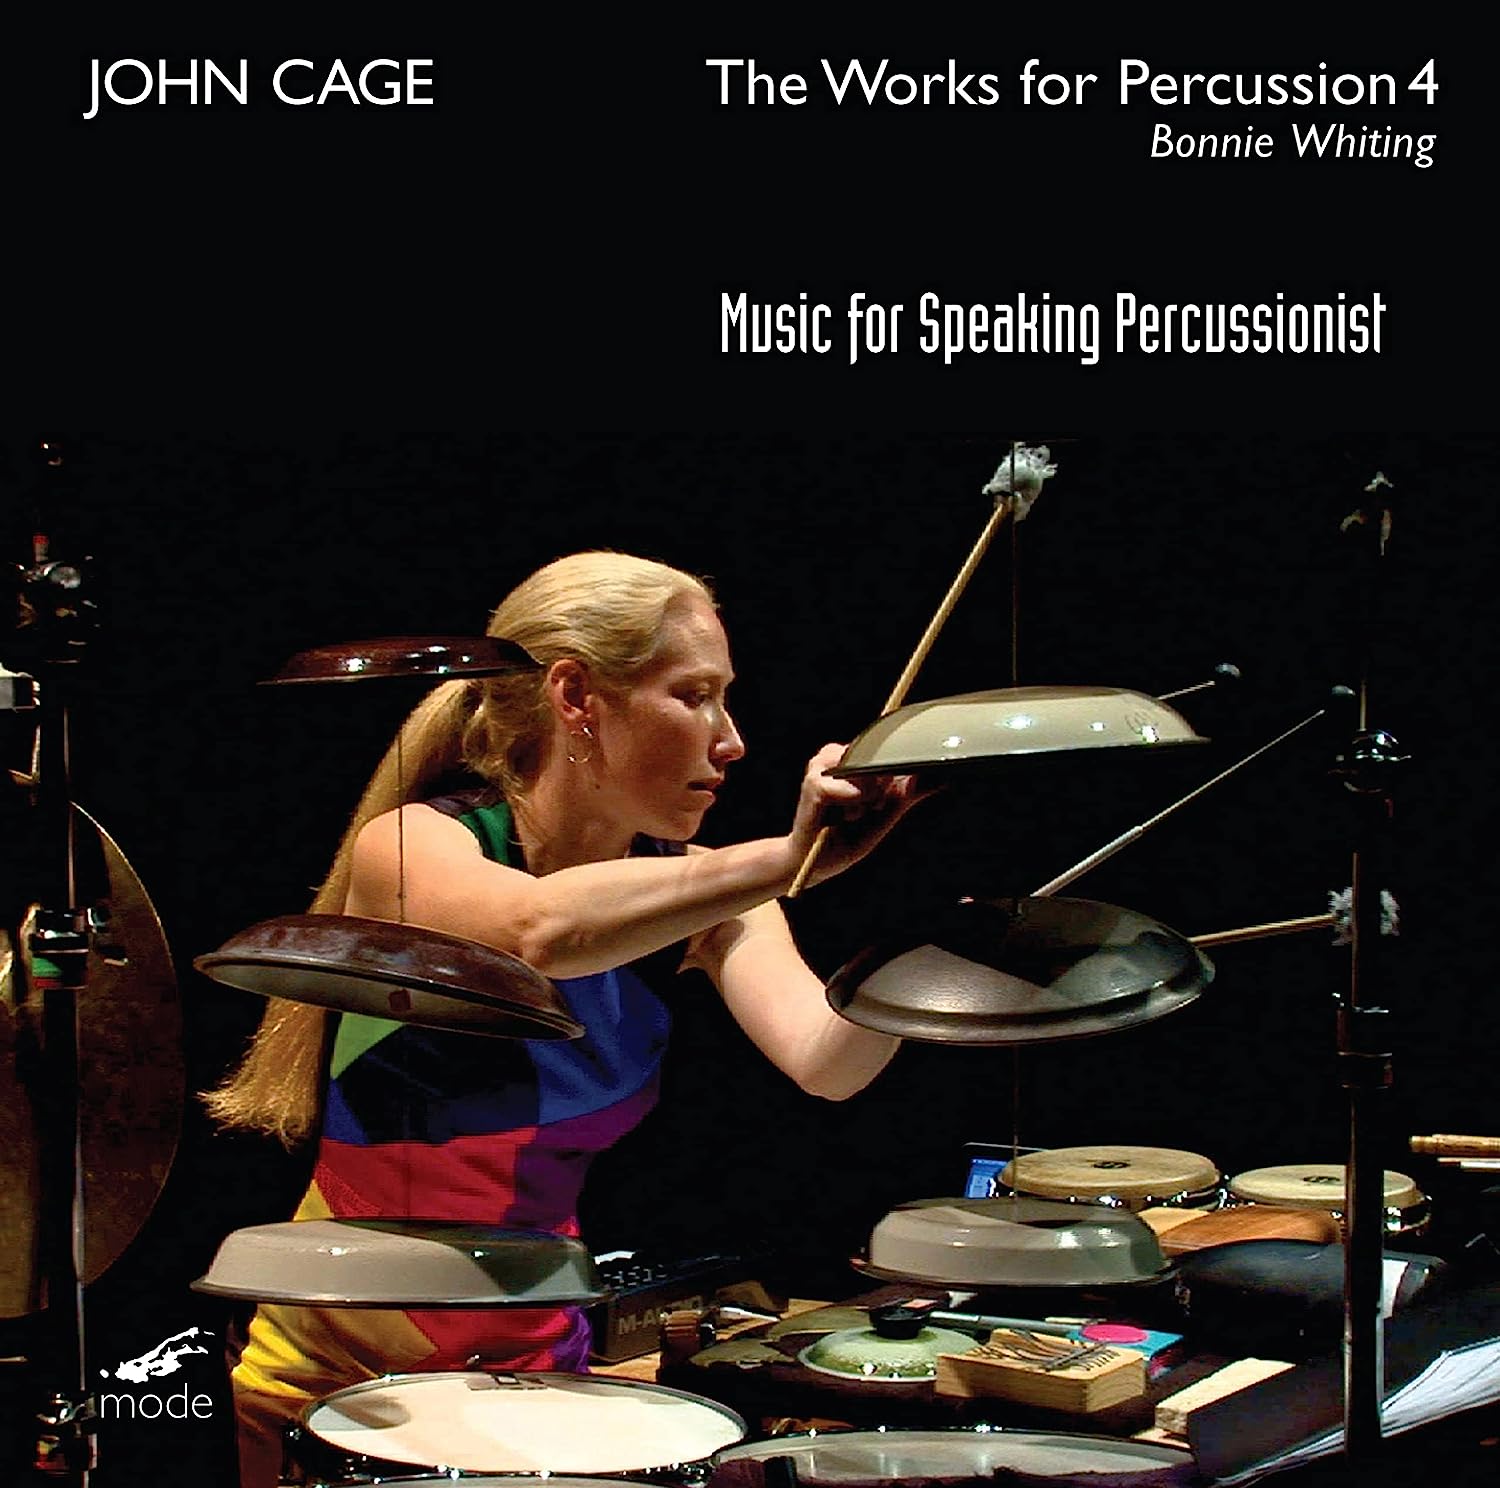 JOHN CAGE
The Works for Percussion 4
Bonnie Whiting
Music for Speaking Percussionist
mode